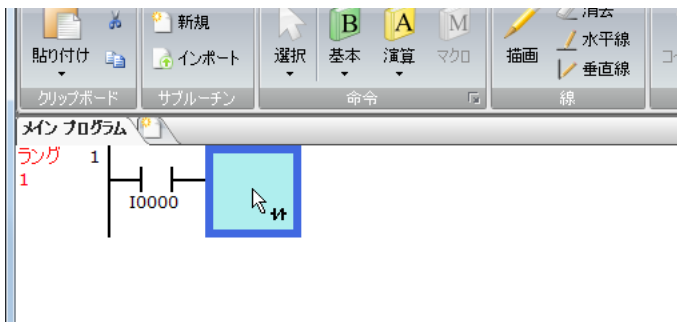 新規
消去
B A M
水平線
貼り付け インポート 選択 基本 演算 マクロ 描画
垂直線
クリップボード サブルーチン 命令 線
メイン プログラム
ラング 1
1
I0000